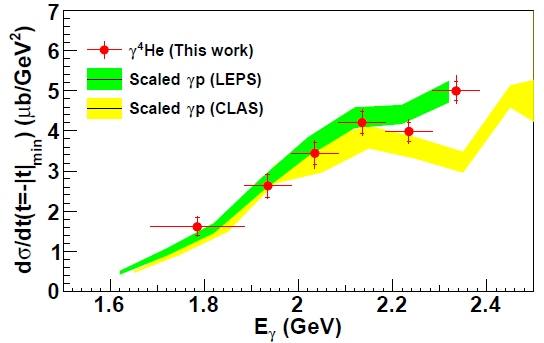 dσ/dt(t=-|t|min) (μb/GeV²)
7
6
5
4
3
2
1
0
γ⁴He (This work)
Scaled γp (LEPS)
Scaled γp (CLAS)
1.6 1.8 2 2.2 2.4
Eγ (GeV)